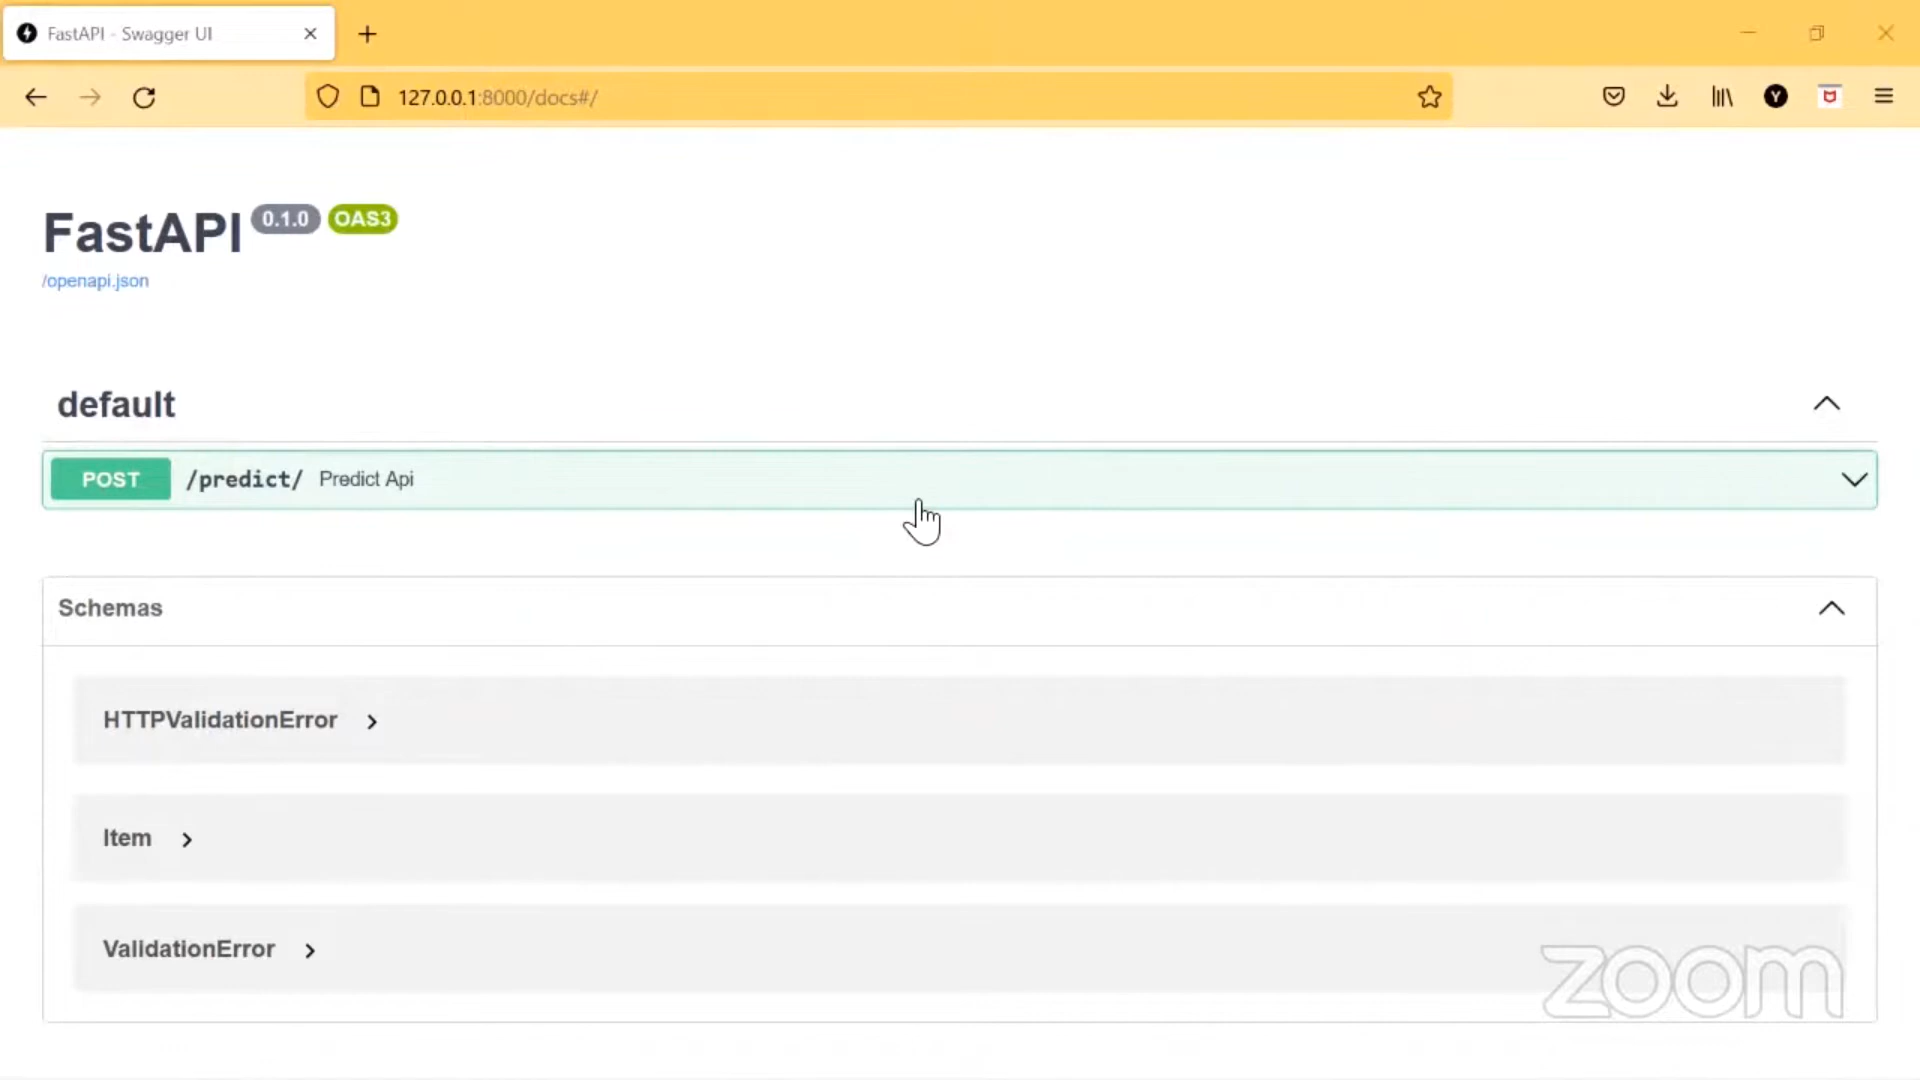 FastAPI - Swagger UI
127.0.0.1:8000/docs#/
Y
FastAPI 0.1.0 OAS3
/openapi.json
default
POST /predict/ Predict Api
Schemas
HTTPValidationError
Item
ValidationError
zoom